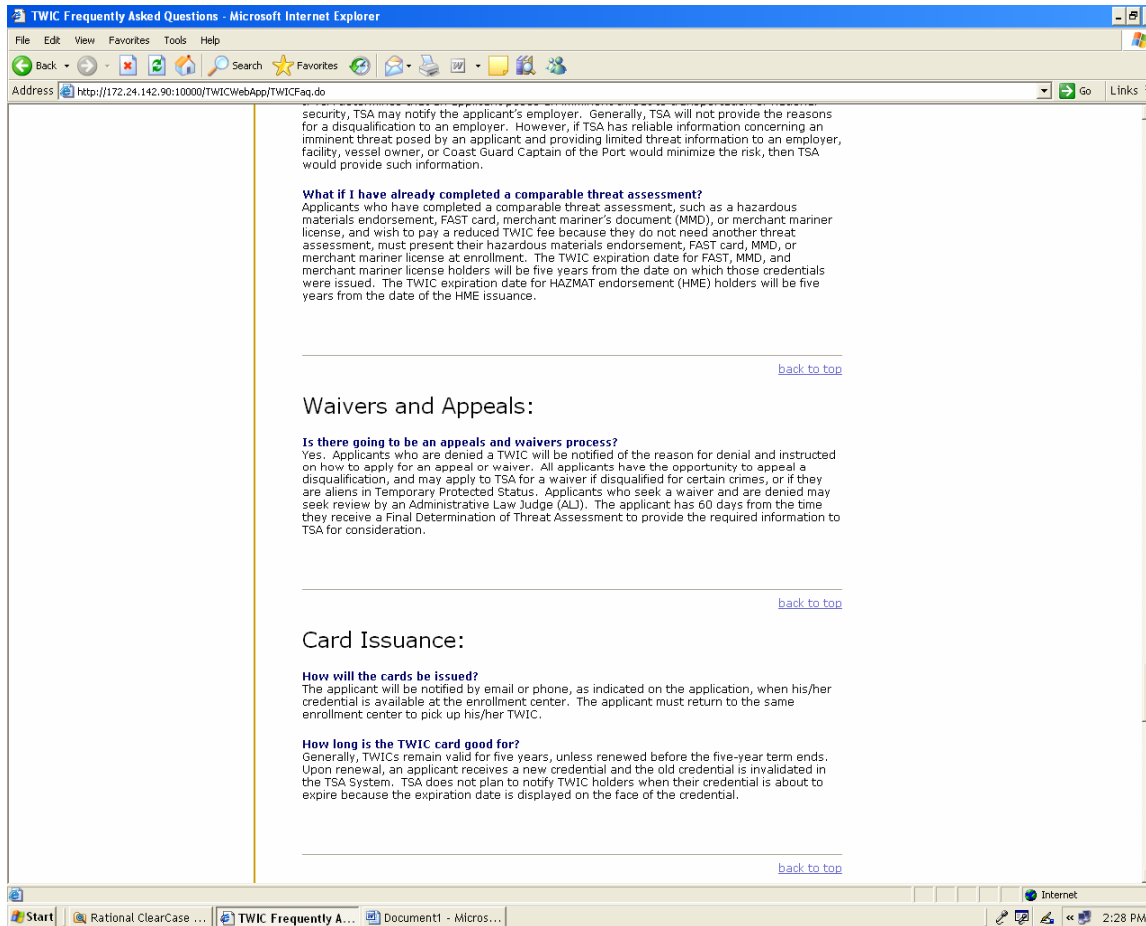 TWIC Frequently Asked Questions - Microsoft Internet Explorer
File Edit View Favorites Tools Help
Back Search Favorites
Address http://172.24.142.90:10000/TWICWebApp/TWICFaq.do Go Links
security, TSA may notify the applicant's employer. Generally, TSA will not provide the reasons
for a disqualification to an employer. However, if TSA has reliable information concerning an
imminent threat posed by an applicant and providing limited threat information to an employer,
facility, vessel owner, or Coast Guard Captain of the Port would minimize the risk, then TSA
would provide such information.
What if I have already completed a comparable threat assessment?
Applicants who have completed a comparable threat assessment, such as a hazardous
materials endorsement, FAST card, merchant mariner's document (MMD), or merchant mariner
license, and wish to pay a reduced TWIC fee because they do not need another threat
assessment, must present their hazardous materials endorsement, FAST card, MMD, or
merchant mariner license at enrollment. The TWIC expiration date for FAST, MMD, and
merchant mariner license holders will be five years from the date on which those credentials
were issued. The TWIC expiration date for HAZMAT endorsement (HME) holders will be five
years from the date of the HME issuance.
back to top
Waivers and Appeals:
Is there going to be an appeals and waivers process?
Yes. Applicants who are denied a TWIC will be notified of the reason for denial and instructed
on how to apply for an appeal or waiver. All applicants have the opportunity to appeal a
disqualification, and may apply to TSA for a waiver if disqualified for certain crimes, or if they
are aliens in Temporary Protected Status. Applicants who seek a waiver and are denied may
seek review by an Administrative Law Judge (ALJ). The applicant has 60 days from the time
they receive a Final Determination of Threat Assessment to provide the required information to
TSA for consideration.
back to top
Card Issuance:
How will the cards be issued?
The applicant will be notified by email or phone, as indicated on the application, when his/her
credential is available at the enrollment center. The applicant must return to the same
enrollment center to pick up his/her TWIC.
How long is the TWIC card good for?
Generally, TWICs remain valid for five years, unless renewed before the five-year term ends.
Upon renewal, an applicant receives a new credential and the old credential is invalidated in
the TSA System. TSA does not plan to notify TWIC holders when their credential is about to
expire because the expiration date is displayed on the face of the credential.
back to top
Internet
Start Rational ClearCase ... TWIC Frequently A... Document1 - Micros... 2:28 PM